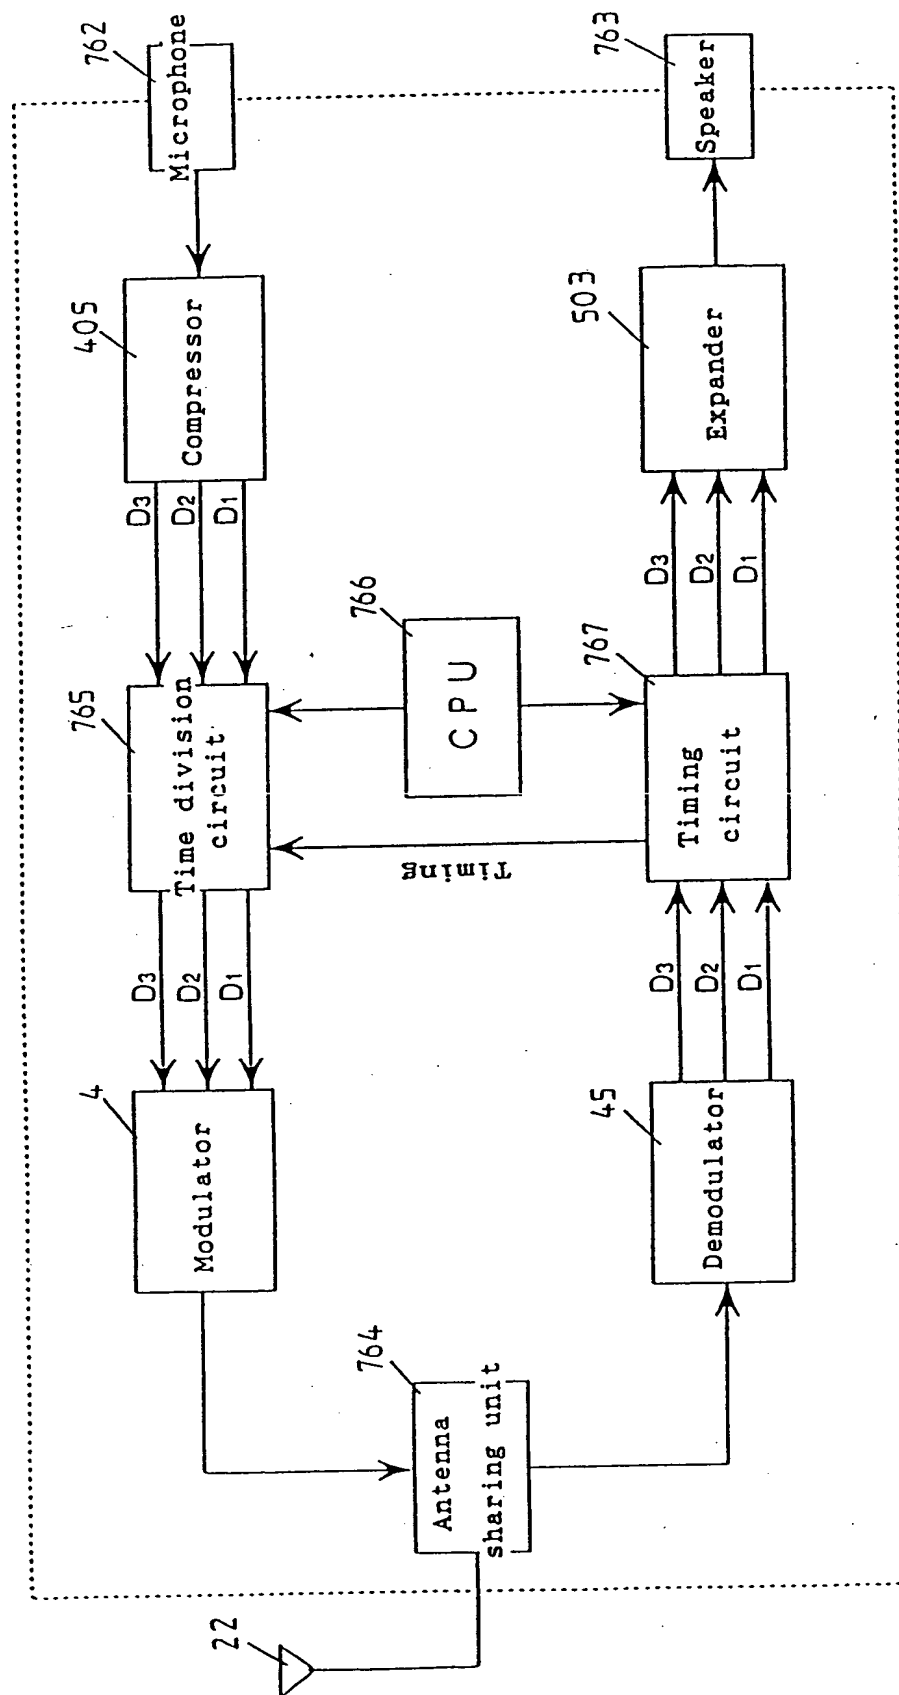 22
764
Antenna
sharing unit
4
Modulator
D3
D2
D1
765
Time division
circuit
D3
D2
D1
405
Compressor
762
Microphone
Timing
766
CPU
45
Demodulator
D3
D2
D1
767
Timing
circuit
D3
D2
D1
503
Expander
763
Speaker